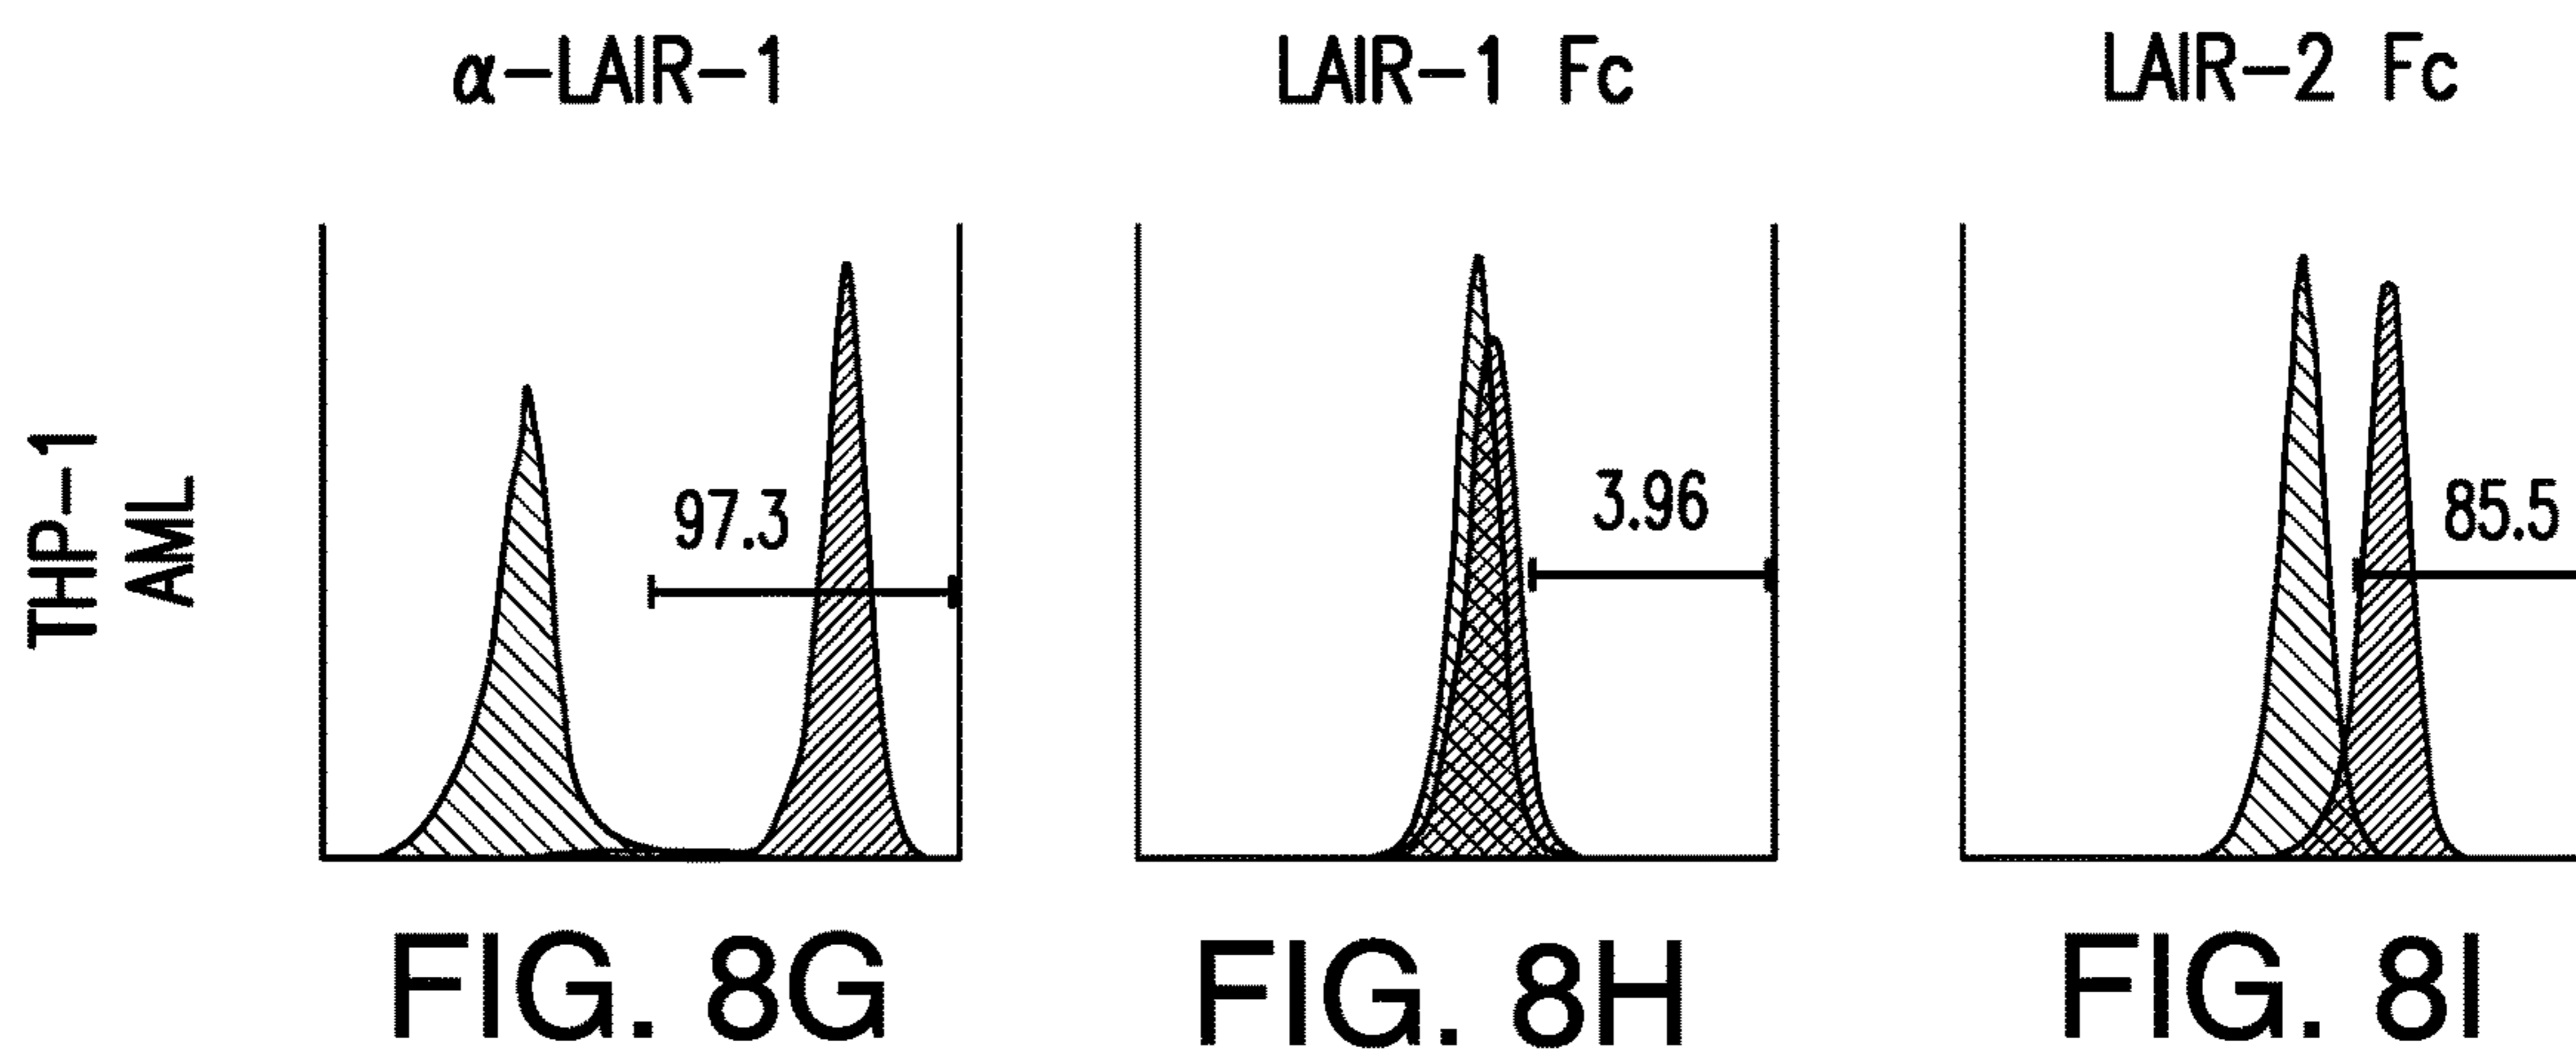 α-LAIR-1
LAIR-1 Fc
LAIR-2 Fc
THP-1
AML
97.3
3.96
85.5
FIG. 8G
FIG. 8H
FIG. 8I